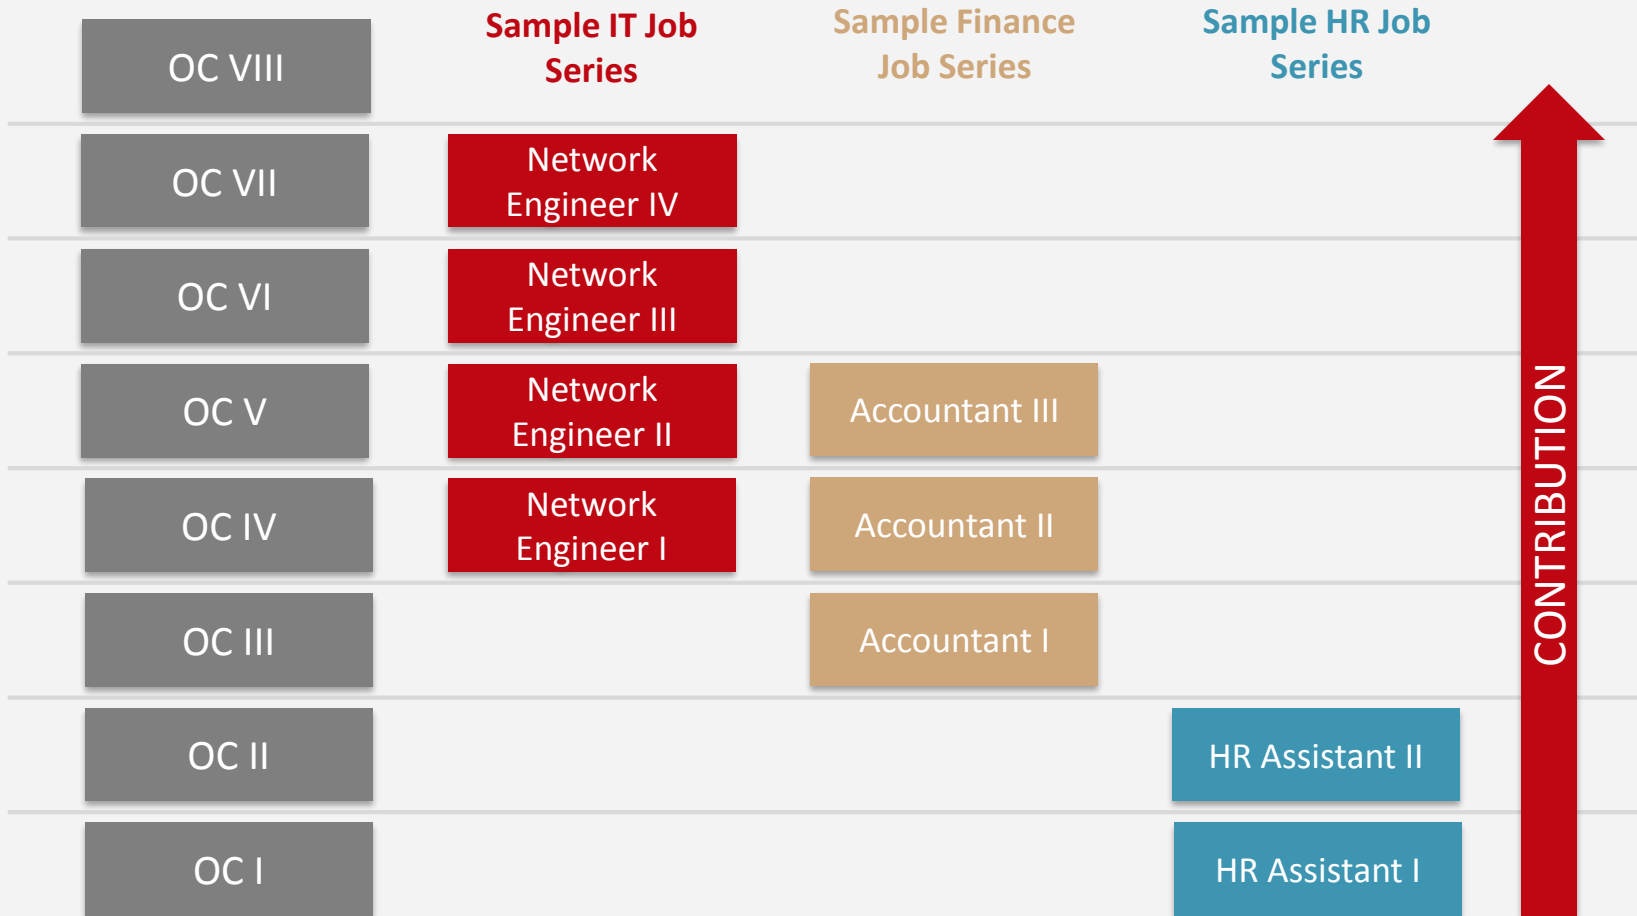 OC VIII
Sample IT Job
Series
Sample Finance
Job Series
Sample HR Job
Series
OC VII
Network
Engineer IV
OC VI
Network
Engineer III
OC V
Network
Engineer II
Accountant III
OC IV
Network
Engineer I
Accountant II
OC III
Accountant I
OC II
HR Assistant II
OC I
HR Assistant I
CONTRIBUTION